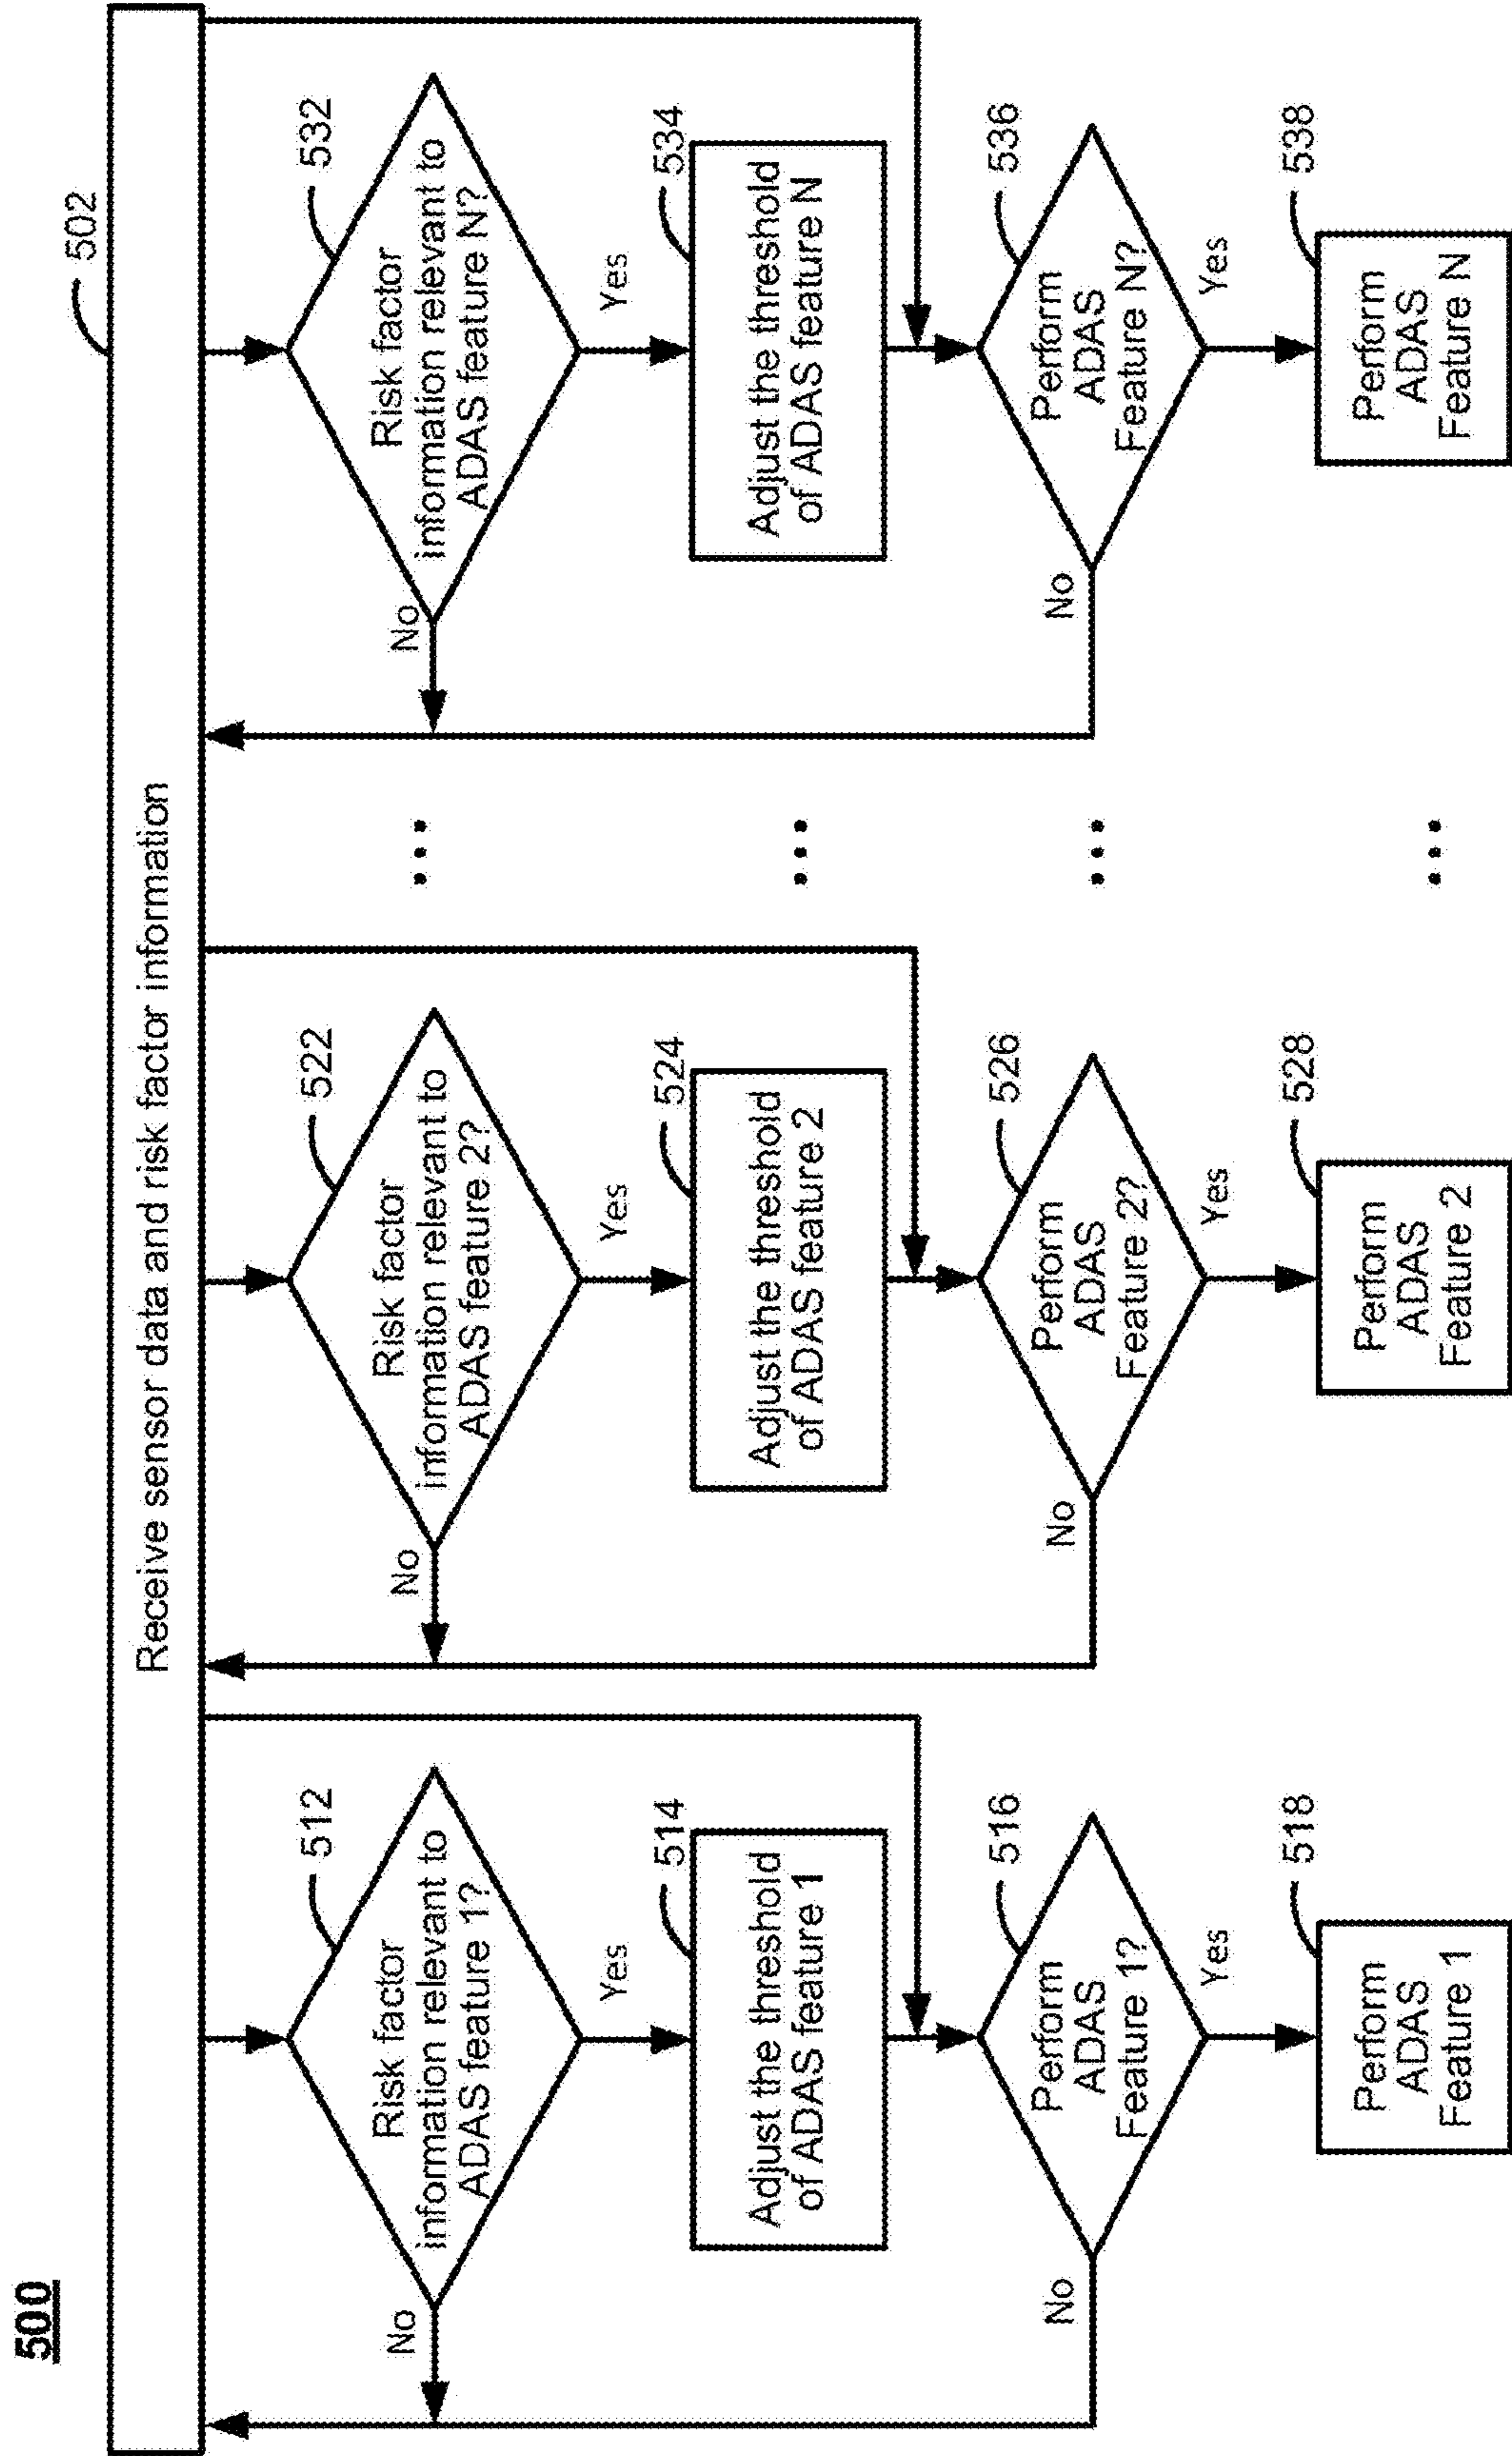 500
502
Receive sensor data and risk factor information
512
Risk factor
information relevant to
ADAS feature 1?
No
Yes
514
Adjust the threshold
of ADAS feature 1
516
Perform
ADAS
Feature 1?
No
Yes
518
Perform
ADAS
Feature 1
522
Risk factor
information relevant to
ADAS feature 2?
No
Yes
524
Adjust the threshold
of ADAS feature 2
526
Perform
ADAS
Feature 2?
No
Yes
528
Perform
ADAS
Feature 2
...
...
...
...
532
Risk factor
information relevant to
ADAS feature N?
No
Yes
534
Adjust the threshold
of ADAS feature N
536
Perform
ADAS
Feature N?
No
Yes
538
Perform
ADAS
Feature N